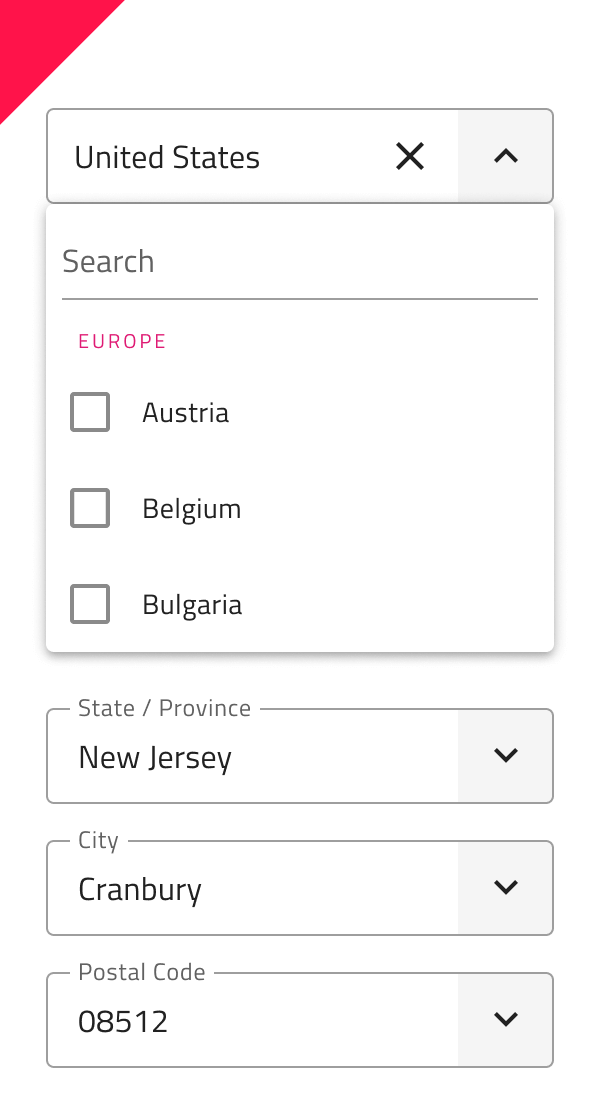 United States
Search
EUROPE
Austria
Belgium
Bulgaria
State / Province
New Jersey
City
Cranbury
Postal Code
08512